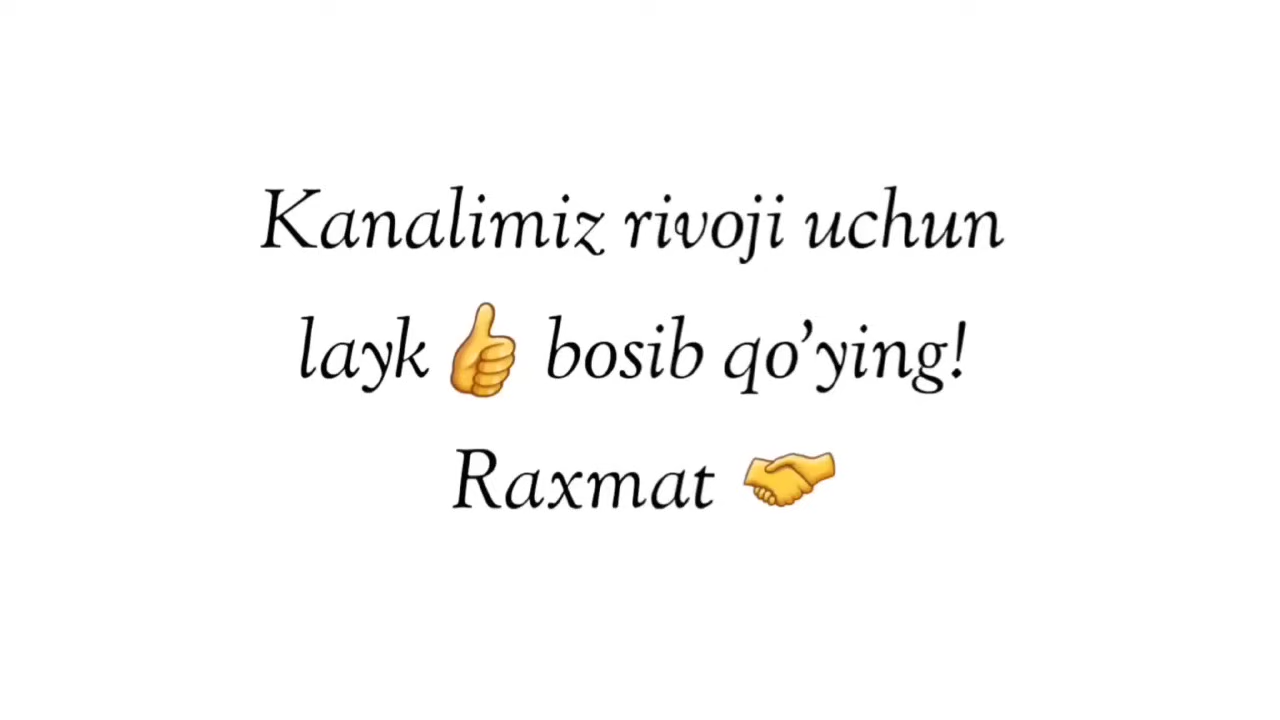 Kanalimiz rivoji uchun
layk 👍 bosib qo’ying!
Raxmat 🤝